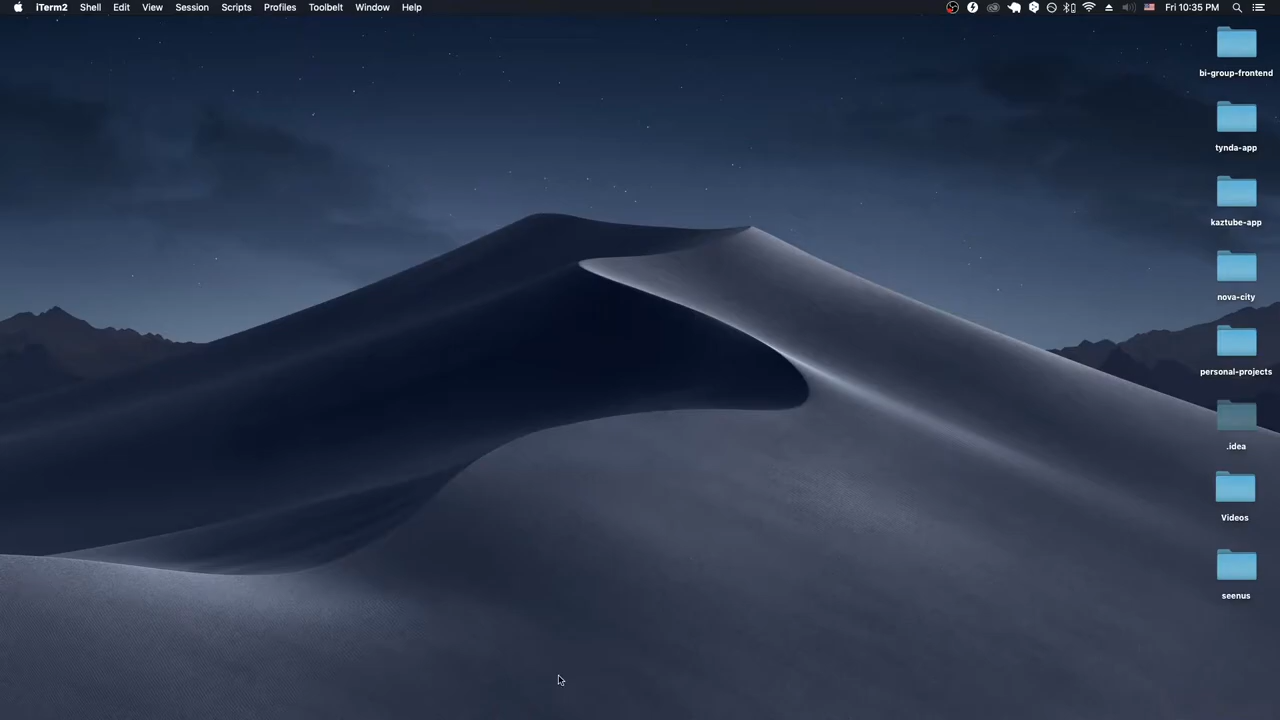 iTerm2 Shell Edit View Session Scripts Profiles Toolbelt Window Help Fri 10:35 PM
bi-group-frontend
tynda-app
kaztube-app
nova-city
personal-projects
.idea
Videos
seenus